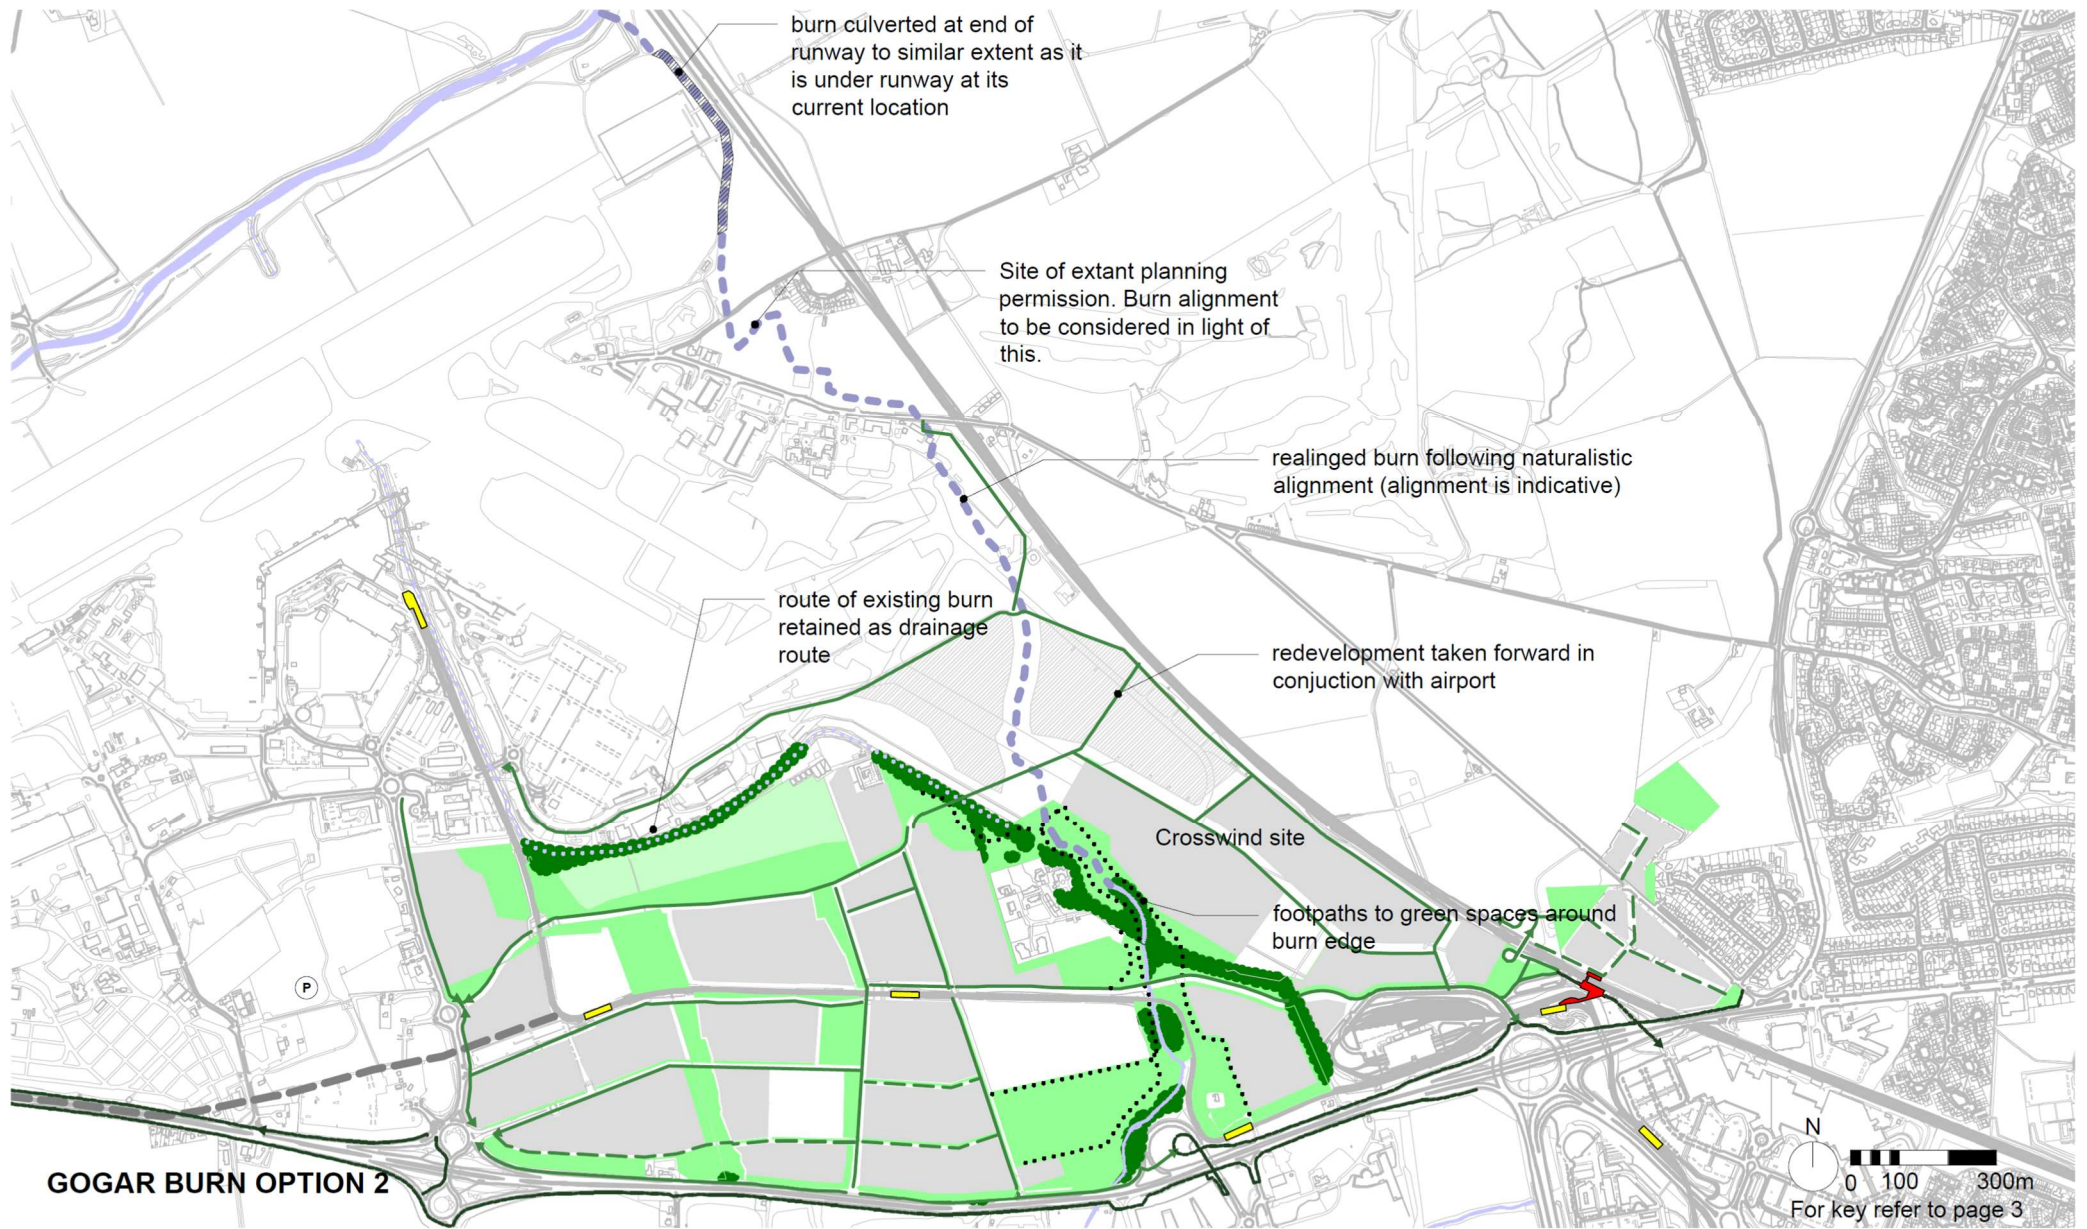 burn culverted at end of
runway to similar extent as it
is under runway at its
current location
Site of extant planning
permission. Burn alignment
to be considered in light of
this.
realinged burn following naturalistic
alignment (alignment is indicative)
route of existing burn
retained as drainage
route
redevelopment taken forward in
conjuction with airport
Crosswind site
footpaths to green spaces around
burn edge
P
GOGAR BURN OPTION 2
N
0 100 300m
For key refer to page 3